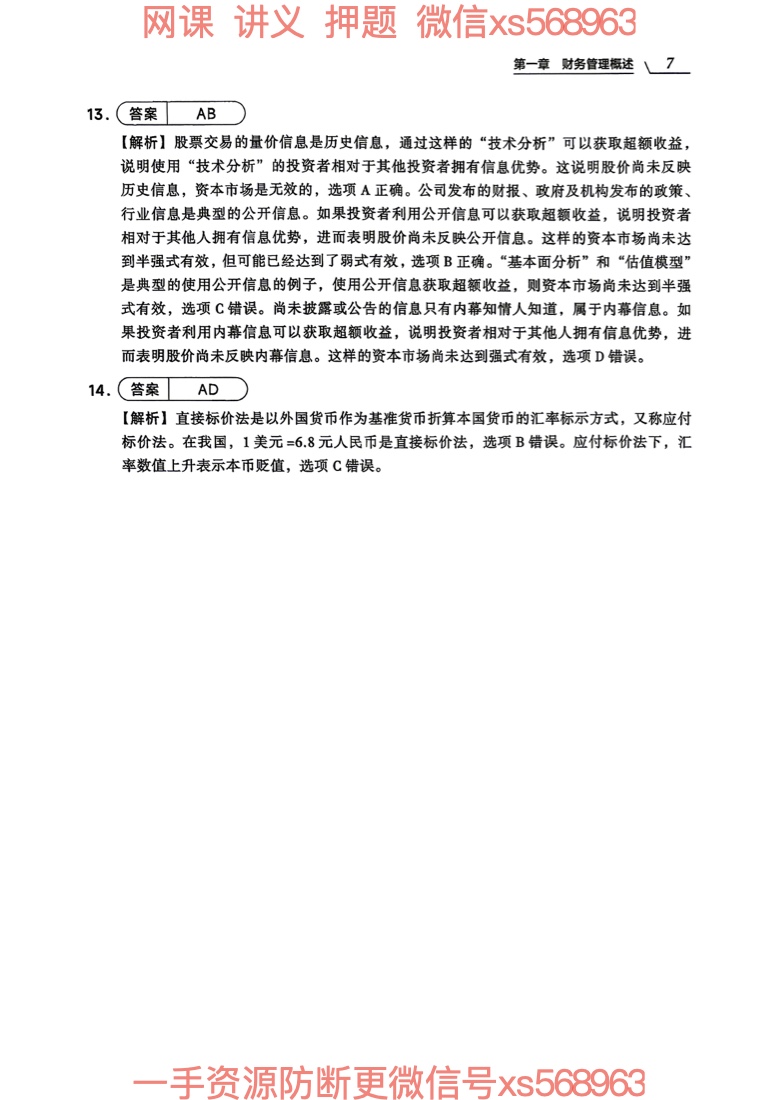 网课 讲义 押题 微信xs568963
第一章 财务管理概述 7
13. 答案 AB
【解析】股票交易的量价信息是历史信息，通过这样的“技术分析”可以获取超额收益，
说明使用“技术分析”的投资者相对于其他投资者拥有信息优势。这说明股价尚未反映
历史信息，资本市场是无效的，选项 A 正确。公司发布的财报、政府及机构发布的政策、
行业信息是典型的公开信息。如果投资者利用公开信息可以获取超额收益，说明投资者
相对于其他人拥有信息优势，进而表明股价尚未反映公开信息。这样的资本市场尚未达
到半强式有效，但可能已经达到了弱式有效，选项 B 正确。“基本面分析”和“估值模型”
是典型的使用公开信息的例子，使用公开信息获取超额收益，则资本市场尚未达到半强
式有效，选项 C 错误。尚未披露或公告的信息只有内幕知情人知道，属于内幕信息。如
果投资者利用内幕信息可以获取超额收益，说明投资者相对于其他人拥有信息优势，进
而表明股价尚未反映内幕信息。这样的资本市场尚未达到强式有效，选项 D 错误。
14. 答案 AD
【解析】直接标价法是以外国货币作为基准货币折算本国货币的汇率标示方式，又称应付
标价法。在我国，1 美元 =6.8 元人民币是直接标价法，选项 B 错误。应付标价法下，汇
率数值上升表示本币贬值，选项 C 错误。
一手资源防断更微信号xs568963